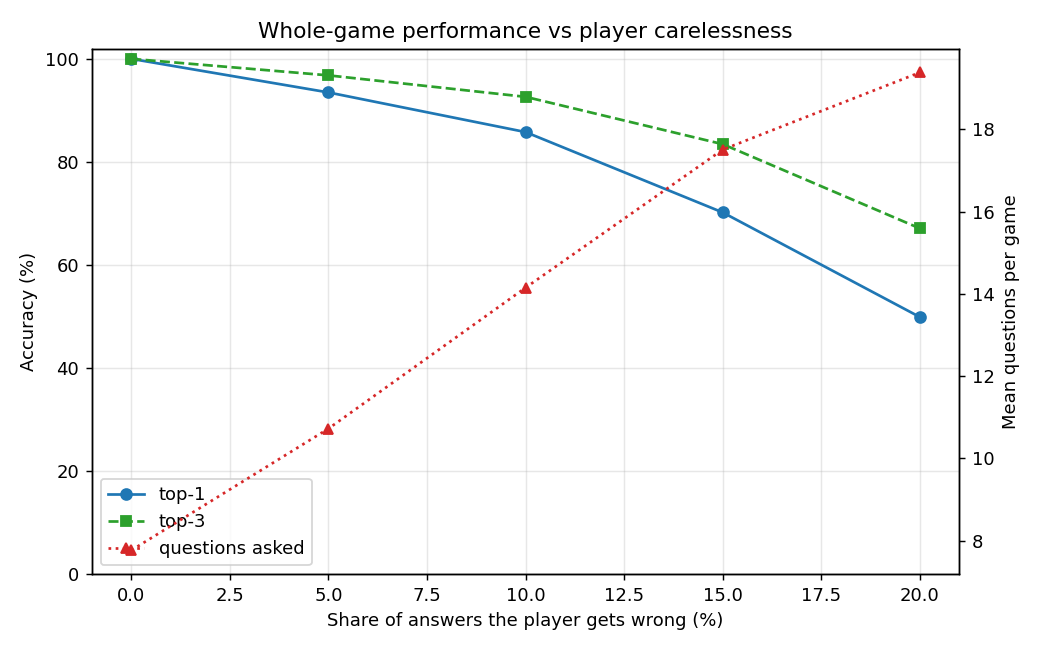 Whole-game performance vs player carelessness
100
80
60
40
20
0
Accuracy (%)
18
16
14
12
10
8
Mean questions per game
top-1
top-3
questions asked
0.0 2.5 5.0 7.5 10.0 12.5 15.0 17.5 20.0
Share of answers the player gets wrong (%)